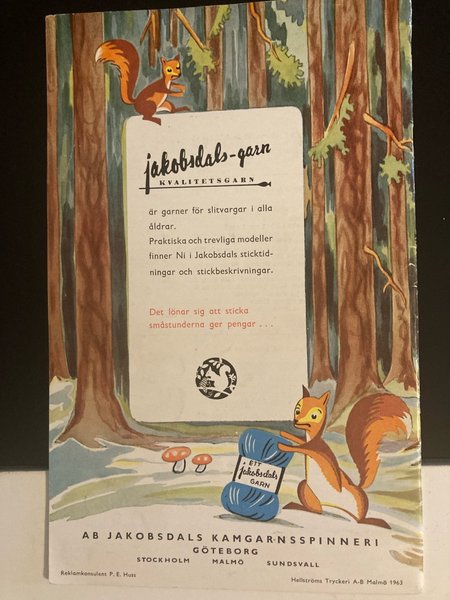 jakobsdals-garn
KVALITETSGARN
är garner för slitvargar i alla
åldrar.
Praktiska och trevliga modeller
finner Ni i Jakobsdals sticktid-
ningar och stickbeskrivningar.
Det lönar sig att sticka
småstunderna ger pengar . . .
ETT
Jakobsdals
GARN
AB JAKOBSDALS KAMGARNSSPINNERI
GÖTEBORG
STOCKHOLM MALMÖ SUNDSVALL
Reklamkonsulent P. E. Huss
Hellströms Tryckeri A-B Malmö 1963